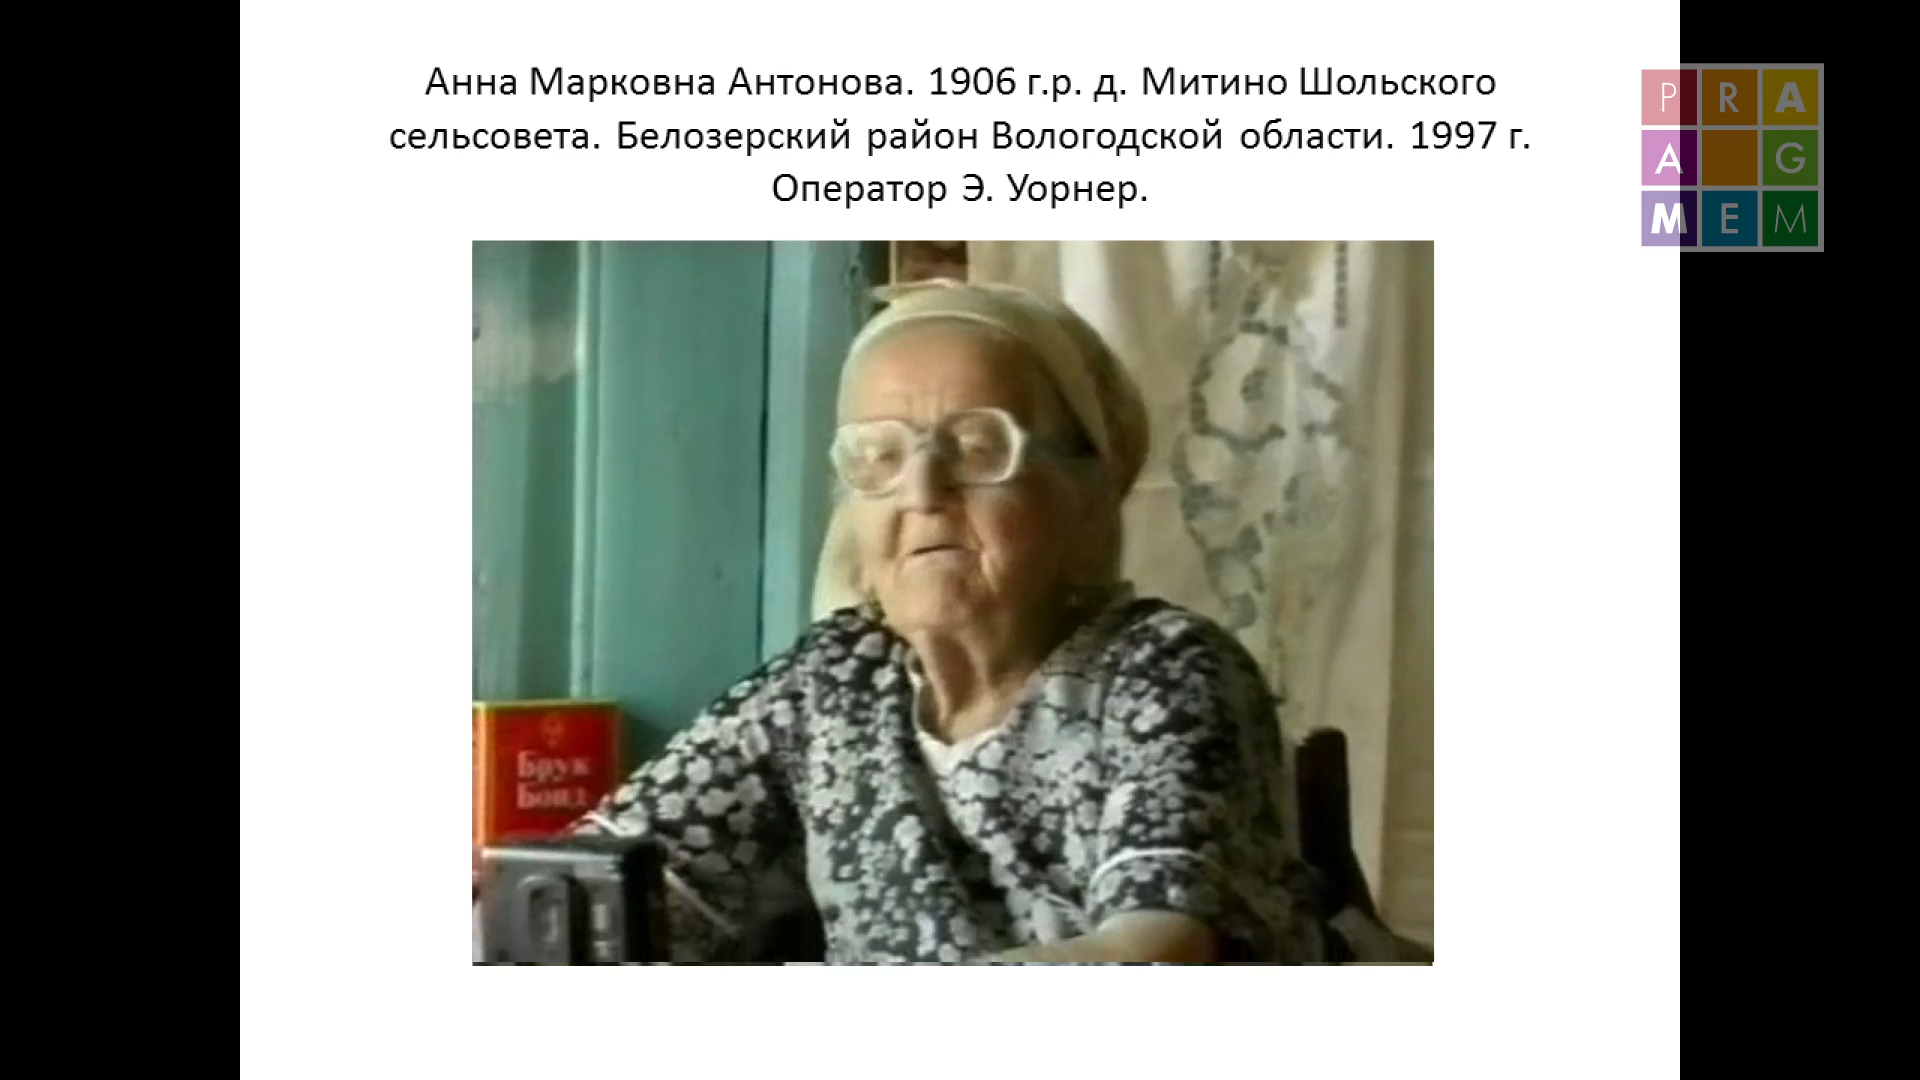 Анна Марковна Антонова. 1906 г.р. д. Митино Шольского
сельсовета. Белозерский район Вологодской области. 1997 г.
Оператор Э. Уорнер.
P R A
A G
M E M
Брук
Бонд